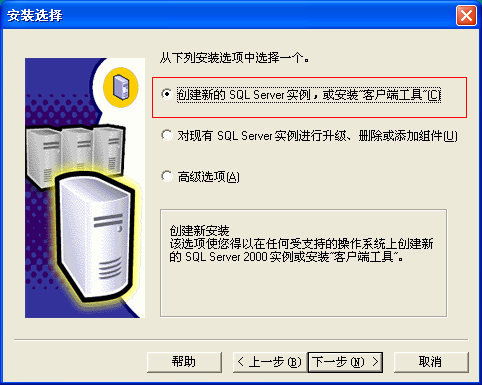 安装选择
从下列安装选项中选择一个。
创建新的 SQL Server 实例，或安装"客户端工具"(C)
对现有 SQL Server 实例进行升级、删除或添加组件(U)
高级选项(A)
创建新安装
该选项使您得以在任何受支持的操作系统上创建新
的 SQL Server 2000 实例或安装"客户端工具"。
帮助
< 上一步 (B)
下一步 (N) >
取消